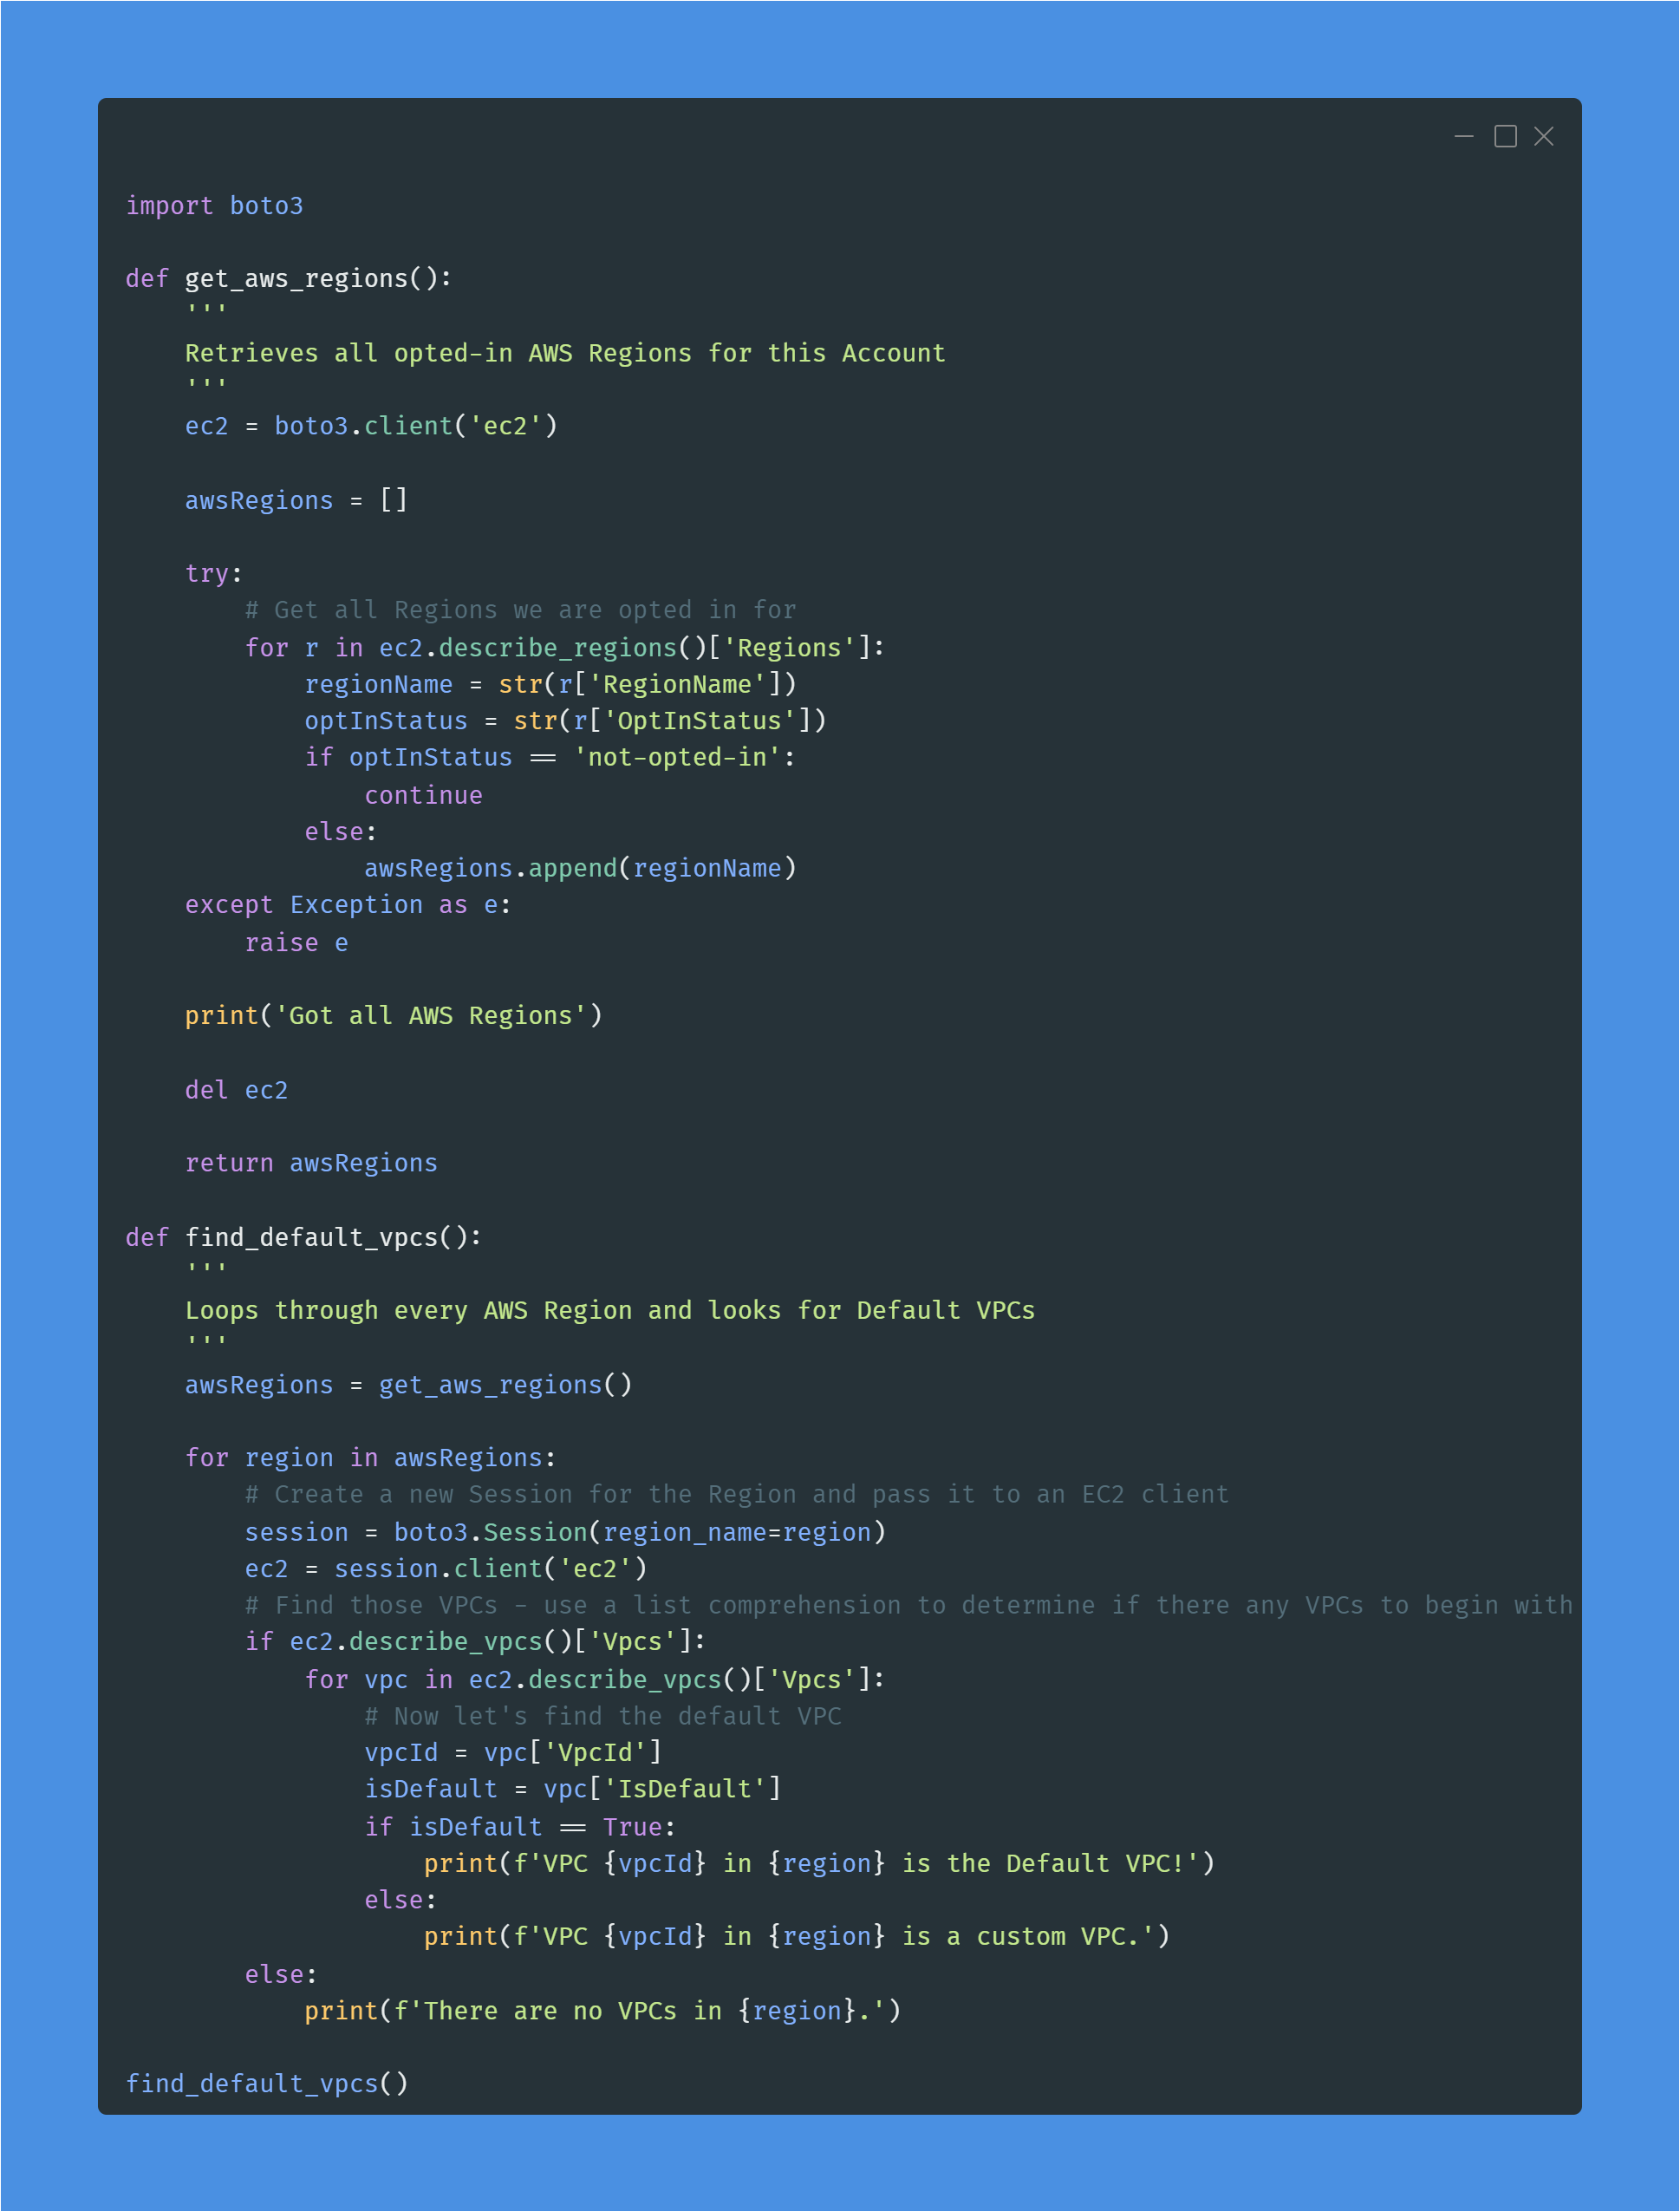 import boto3

def get_aws_regions():
    '''
    Retrieves all opted-in AWS Regions for this Account
    '''
    ec2 = boto3.client('ec2')

    awsRegions = []

    try:
        # Get all Regions we are opted in for
        for r in ec2.describe_regions()['Regions']:
            regionName = str(r['RegionName'])
            optInStatus = str(r['OptInStatus'])
            if optInStatus == 'not-opted-in':
                continue
            else:
                awsRegions.append(regionName)
    except Exception as e:
        raise e

    print('Got all AWS Regions')

    del ec2

    return awsRegions

def find_default_vpcs():
    '''
    Loops through every AWS Region and looks for Default VPCs
    '''
    awsRegions = get_aws_regions()

    for region in awsRegions:
        # Create a new Session for the Region and pass it to an EC2 client
        session = boto3.Session(region_name=region)
        ec2 = session.client('ec2')
        # Find those VPCs - use a list comprehension to determine if there any VPCs to begin with
        if ec2.describe_vpcs()['Vpcs']:
            for vpc in ec2.describe_vpcs()['Vpcs']:
                # Now let's find the default VPC
                vpcId = vpc['VpcId']
                isDefault = vpc['IsDefault']
                if isDefault == True:
                    print(f'VPC {vpcId} in {region} is the Default VPC!')
                else:
                    print(f'VPC {vpcId} in {region} is a custom VPC.')
        else:
            print(f'There are no VPCs in {region}.')

find_default_vpcs()